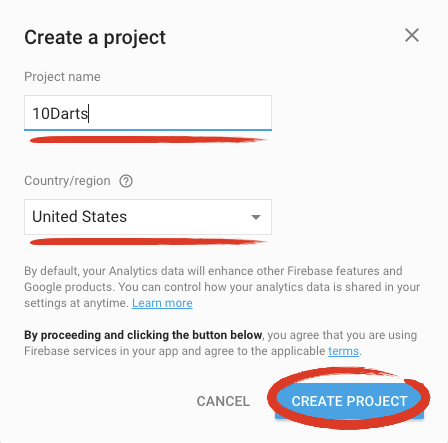 Create a project
Project name
10Darts
Country/region
United States
By default, your Analytics data will enhance other Firebase features and
Google products. You can control how your analytics data is shared in your
settings at anytime. Learn more
By proceeding and clicking the button below, you agree that you are using
Firebase services in your app and agree to the applicable terms.
CANCEL
CREATE PROJECT